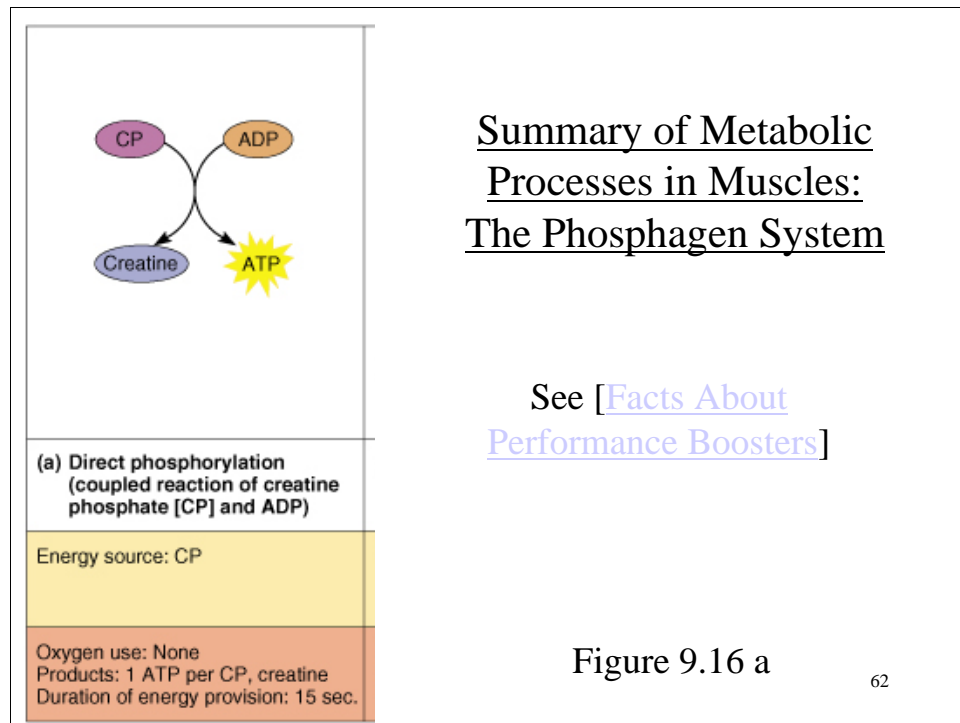 CP
ADP
Creatine
ATP
(a) Direct phosphorylation
(coupled reaction of creatine
phosphate [CP] and ADP)
Energy source: CP
Oxygen use: None
Products: 1 ATP per CP, creatine
Duration of energy provision: 15 sec.
Summary of Metabolic
Processes in Muscles:
The Phosphagen System
See [Facts About
Performance Boosters]
Figure 9.16 a
62